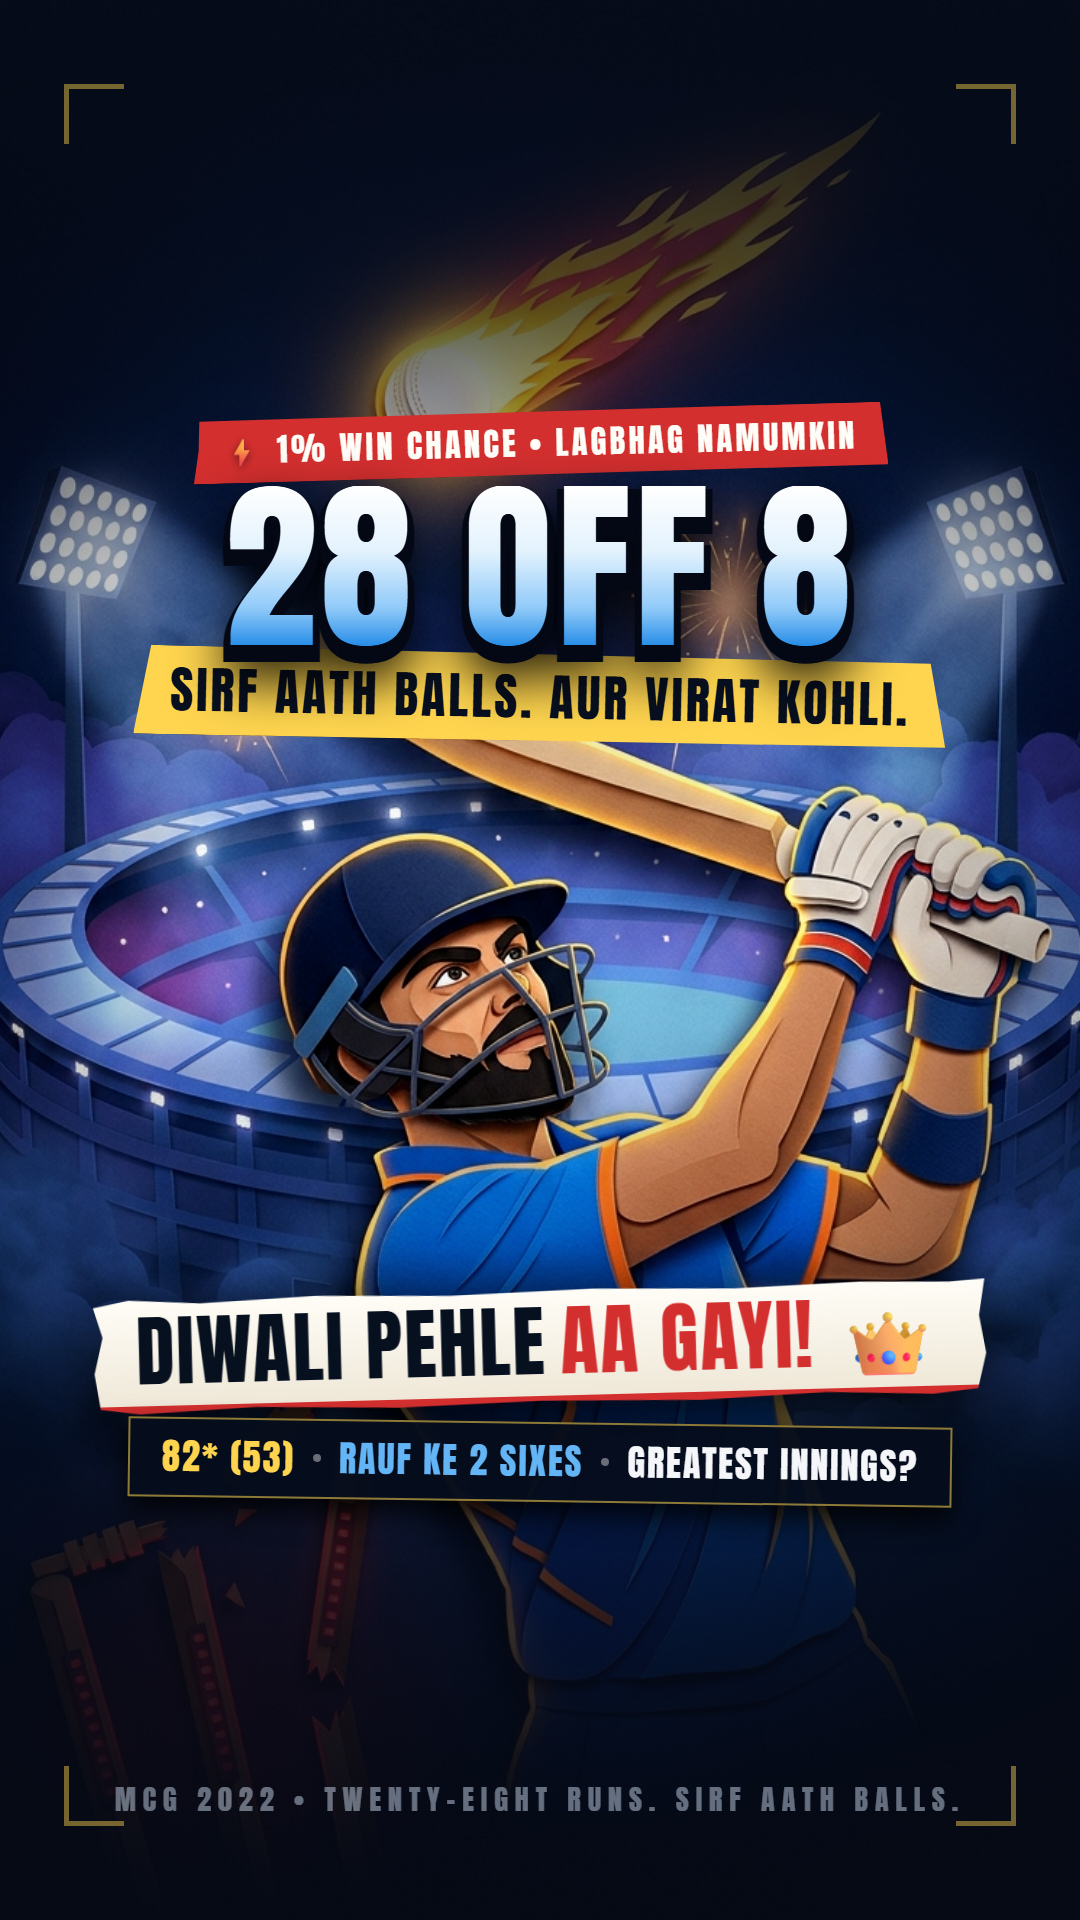 1% WIN CHANCE • LAGBHAG NAMUMKIN
28 OFF 8
SIRF AATH BALLS. AUR VIRAT KOHLI.
DIWALI PEHLE AA GAYI!
82* (53) • RAUF KE 2 SIXES • GREATEST INNINGS?
MCG 2022 • TWENTY-EIGHT RUNS. SIRF AATH BALLS.